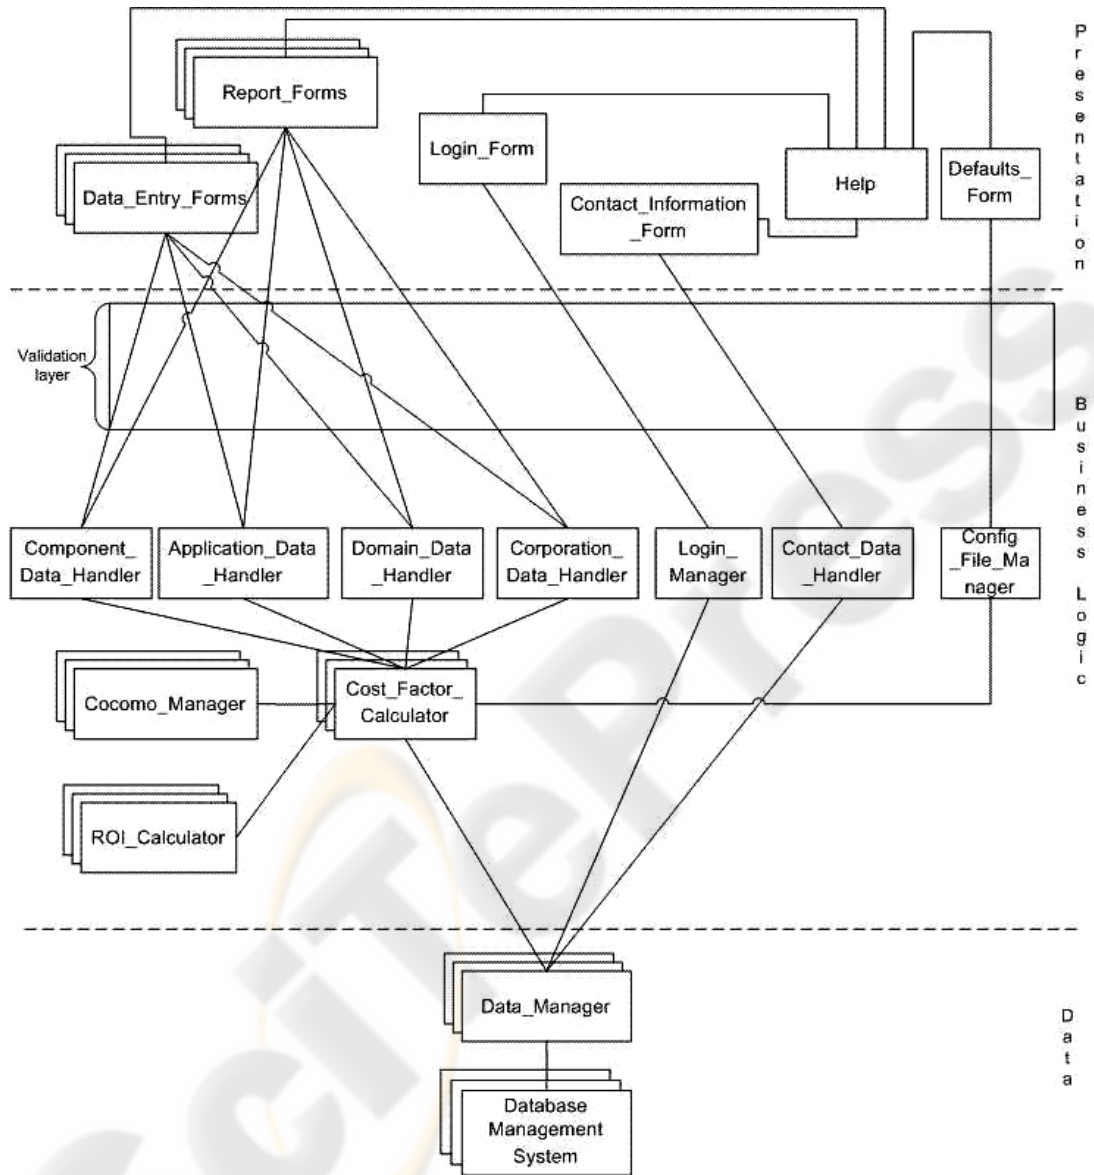 Report_Forms
Login_Form
Data_Entry_Forms
Contact_Information
_Form
Help
Defaults_
Form
P
r
e
s
e
n
t
a
t
i
o
n
Validation
layer
B
u
s
i
n
e
s
s
L
o
g
i
c
Component_
Data_Handler
Application_Data
_Handler
Domain_Data
_Handler
Corporation_
Data_Handler
Login_
Manager
Contact_Data
_Handler
Config
_File_Ma
nager
Cocomo_Manager
Cost_Factor_
Calculator
ROI_Calculator
Data_Manager
D
a
t
a
Database
Management
System
SciTePress